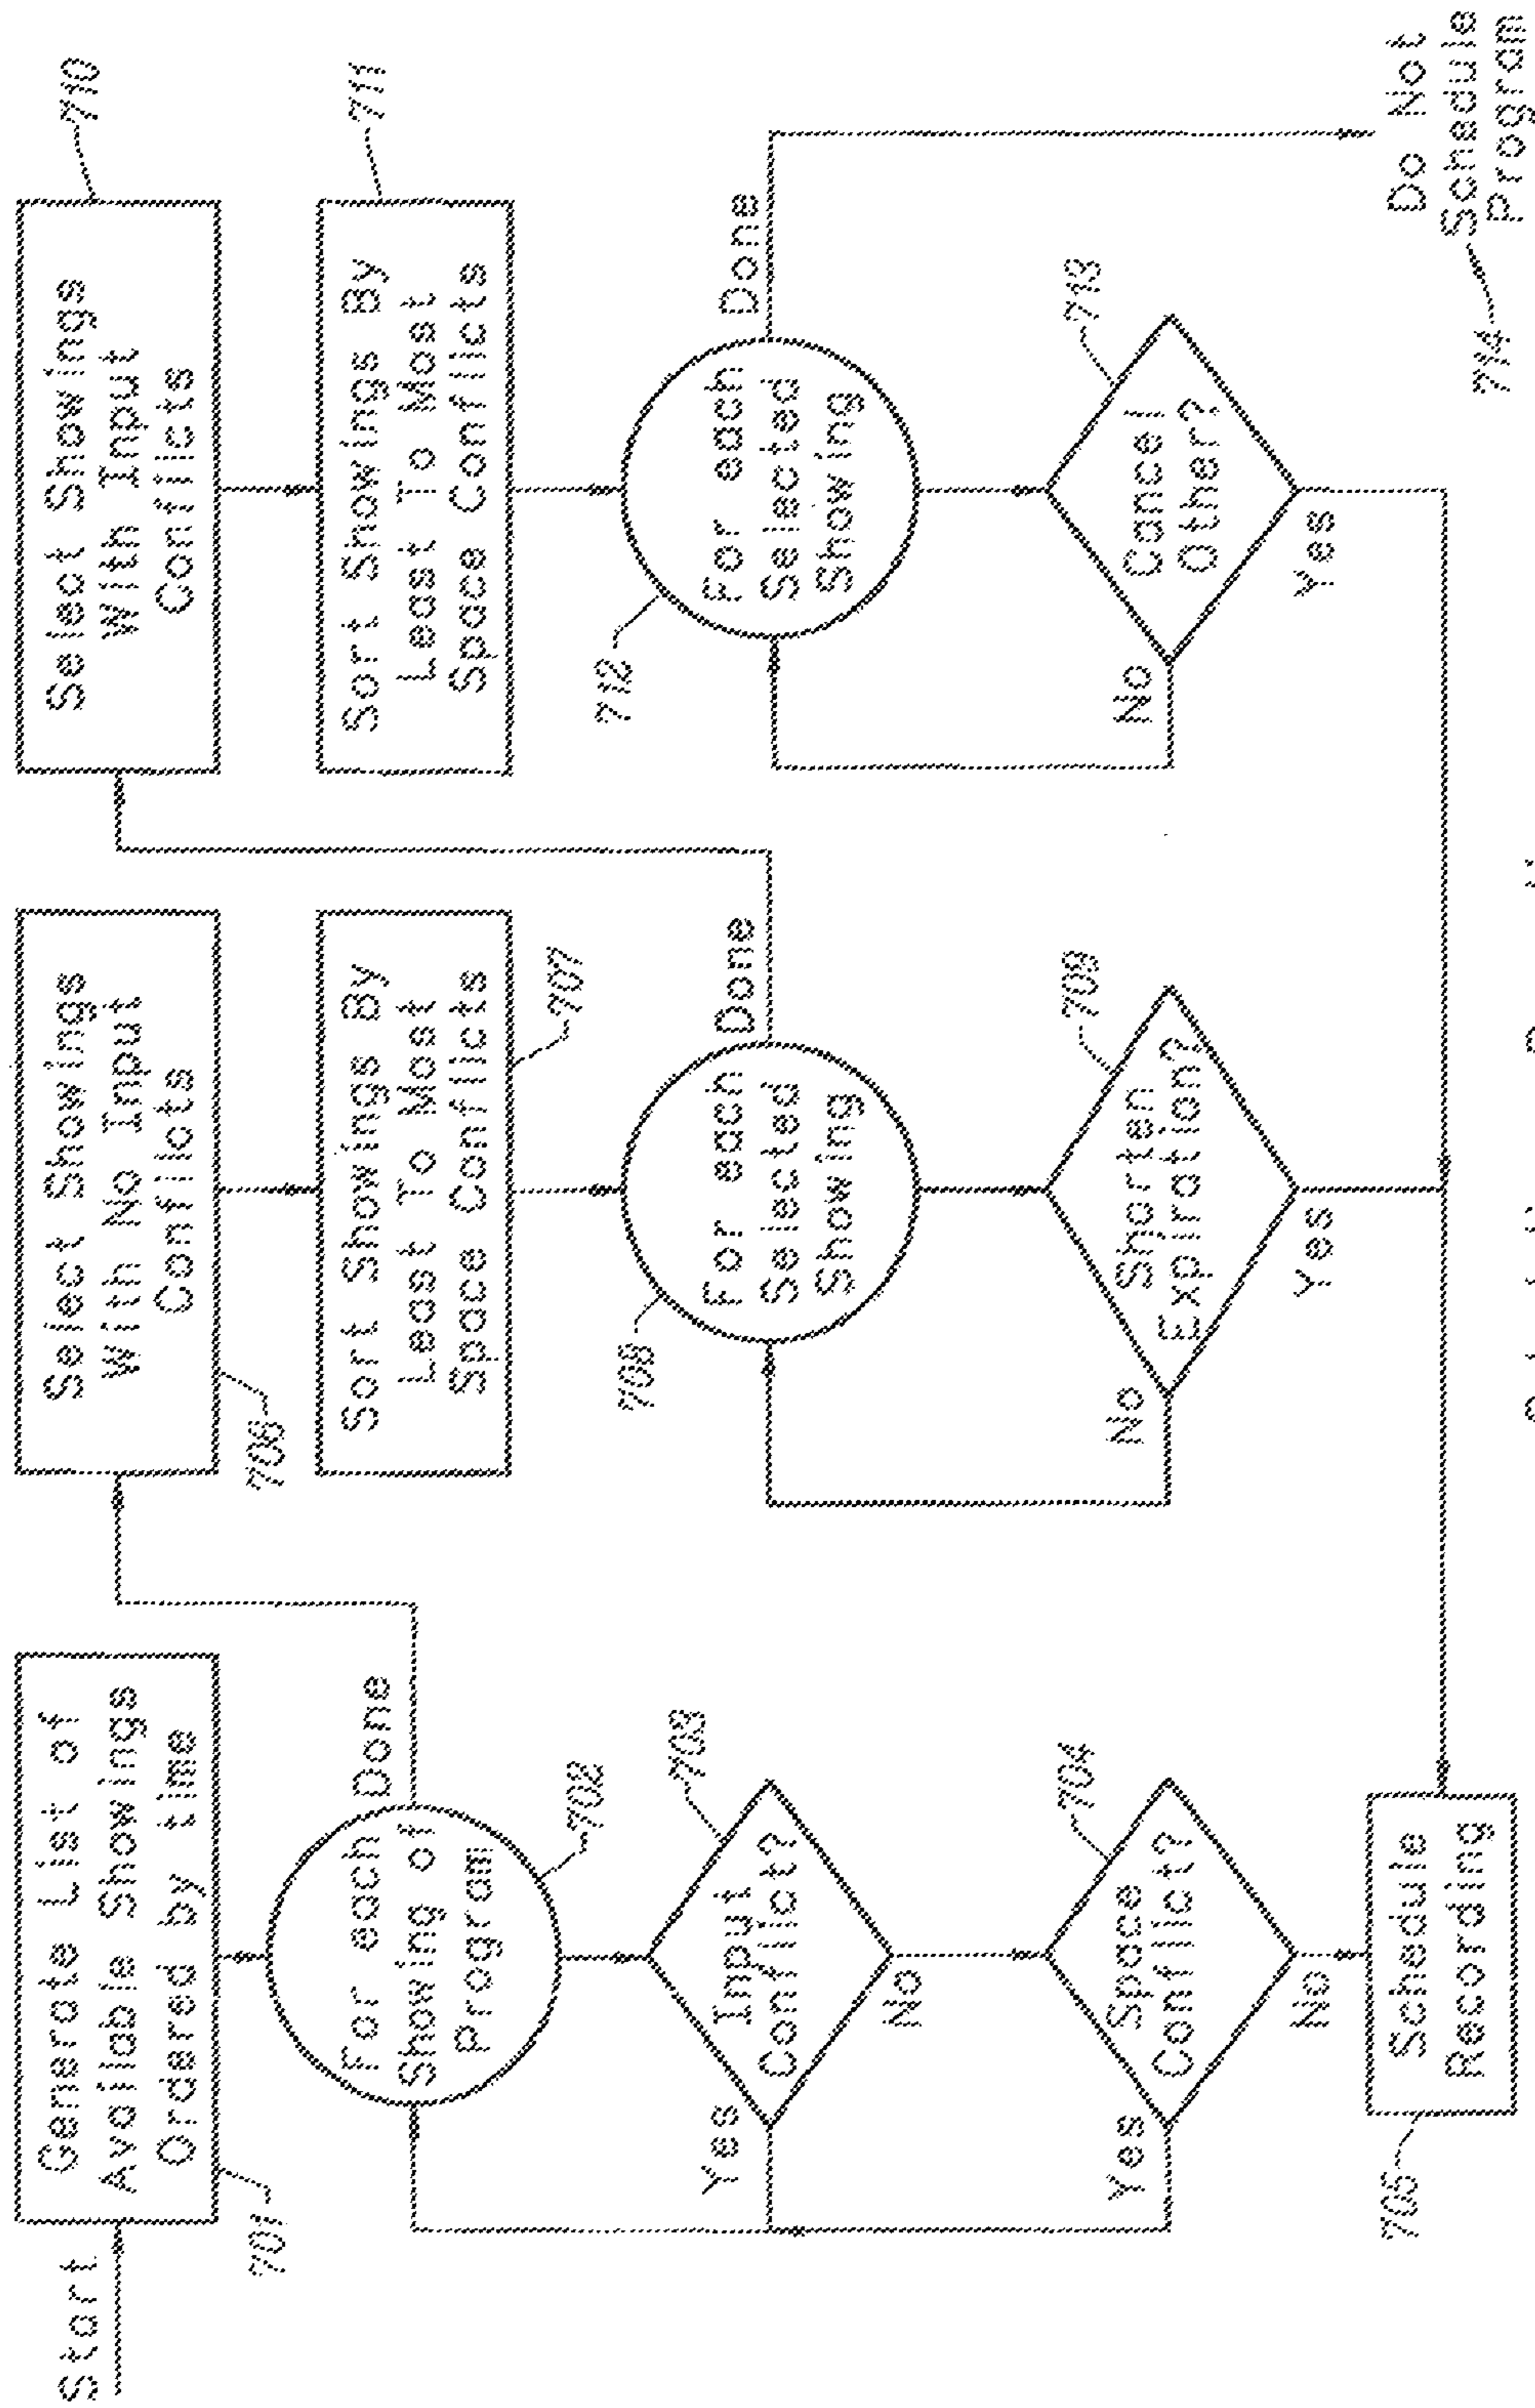 Start
Generate List of
Available Showings
Ordered by time
701
For each
Showing of
Program
Done
702
Input
Conflict?
703
Yes
No
Space
Conflict?
704
Yes
No
Schedule
Recording
705
Select Showings
With No Input
Conflicts
706
Sort Showings By
Least To Most
Space Conflicts
707
For each
Selected
Showing
Done
708
Shorten
Expiration?
709
No
Yes
Select Showings
With Input
Conflicts
710
Sort Showings By
Least To Most
Space Conflicts
711
For each
Selected
Showing
Done
712
Cancel
Other?
713
No
Yes
Do Not
Schedule
Program
714